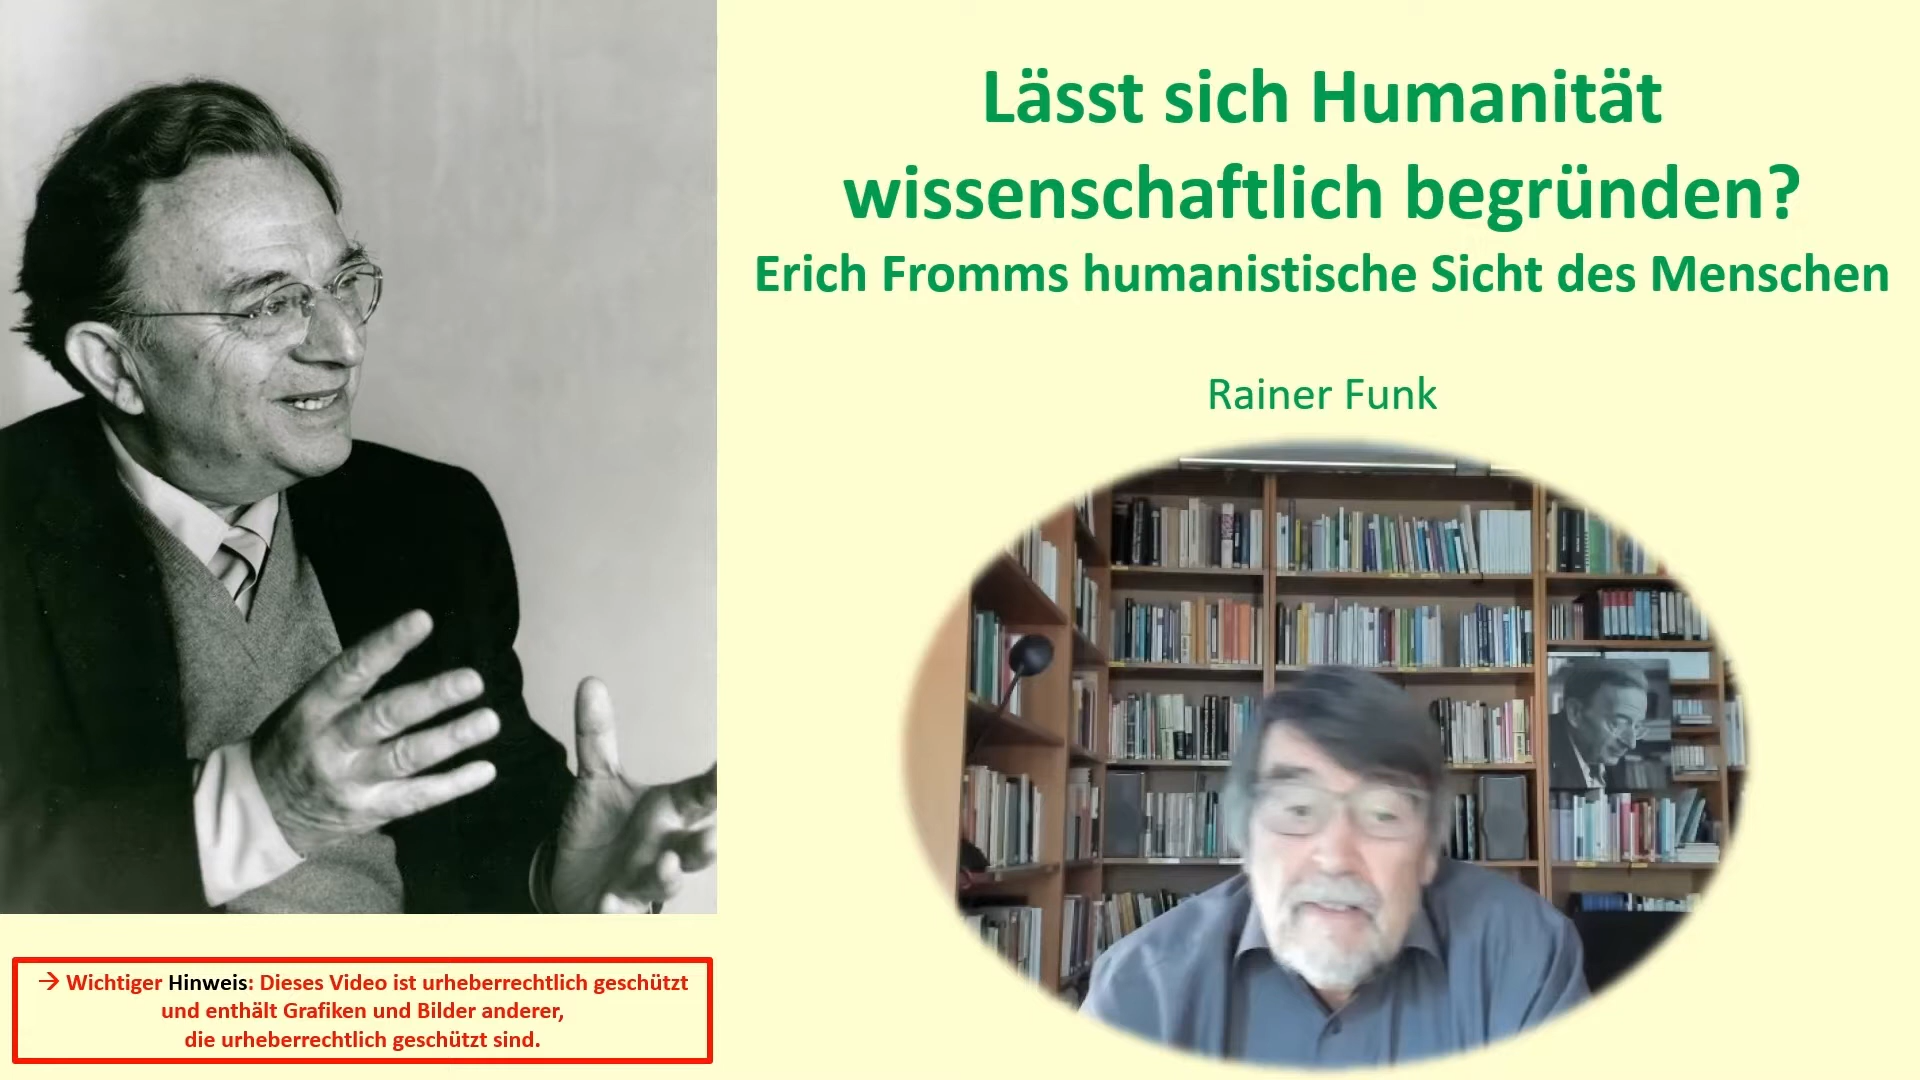 Lässt sich Humanität
wissenschaftlich begründen?
Erich Fromms humanistische Sicht des Menschen
Rainer Funk
→ Wichtiger Hinweis: Dieses Video ist urheberrechtlich geschützt
und enthält Grafiken und Bilder anderer,
die urheberrechtlich geschützt sind.